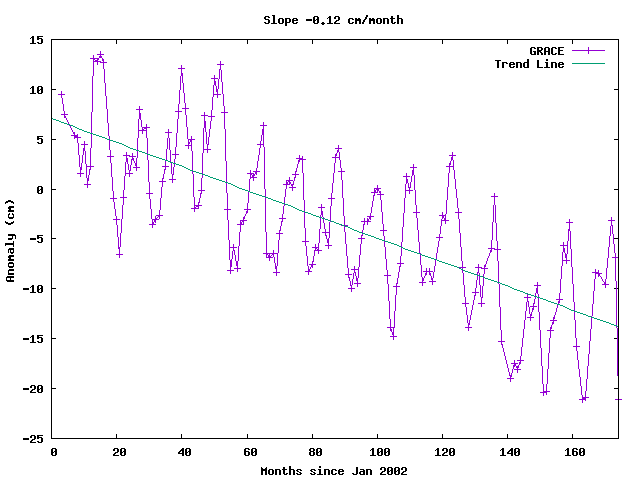 Slope -0.12 cm/month
GRACE
Trend Line
15
10
5
0
-5
-10
-15
-20
-25
Anomaly (cm)
0 20 40 60 80 100 120 140 160
Months since Jan 2002